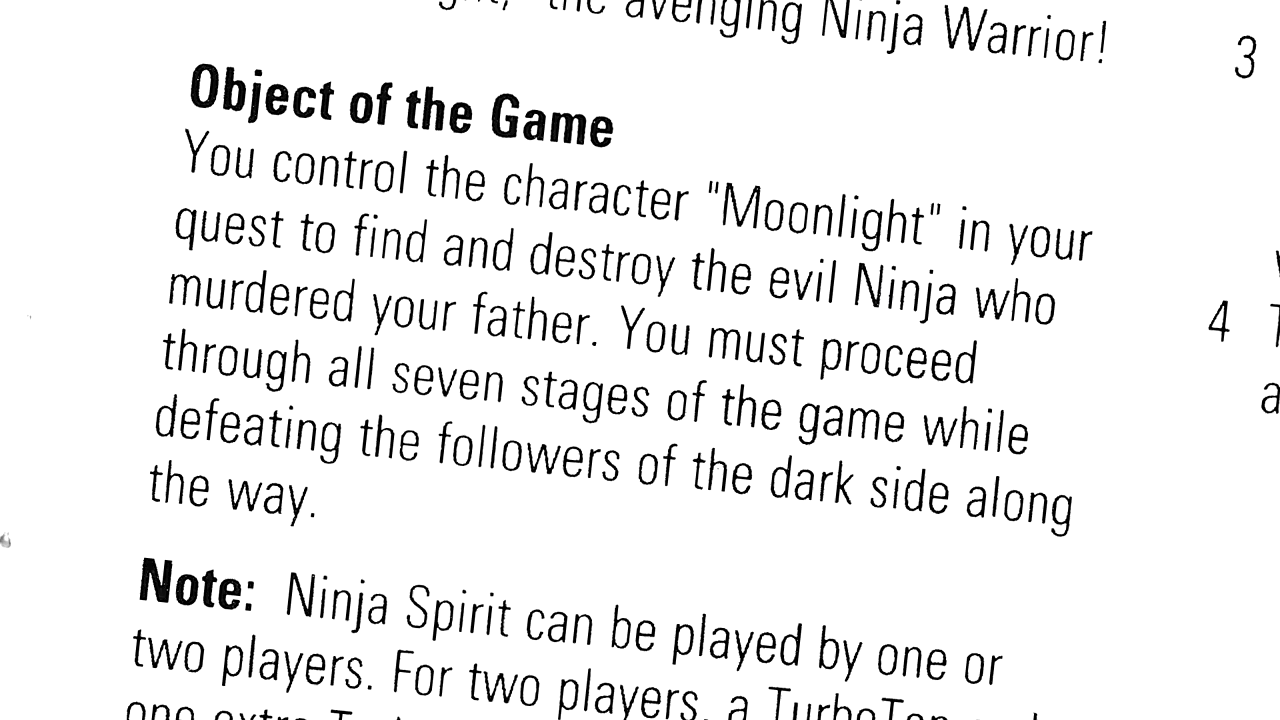 the avenging Ninja Warrior!
Object of the Game
You control the character "Moonlight" in your
quest to find and destroy the evil Ninja who
murdered your father. You must proceed
through all seven stages of the game while
defeating the followers of the dark side along
the way.
Note: Ninja Spirit can be played by one or
two players. For two players, a TurboTap
one extra
3
4